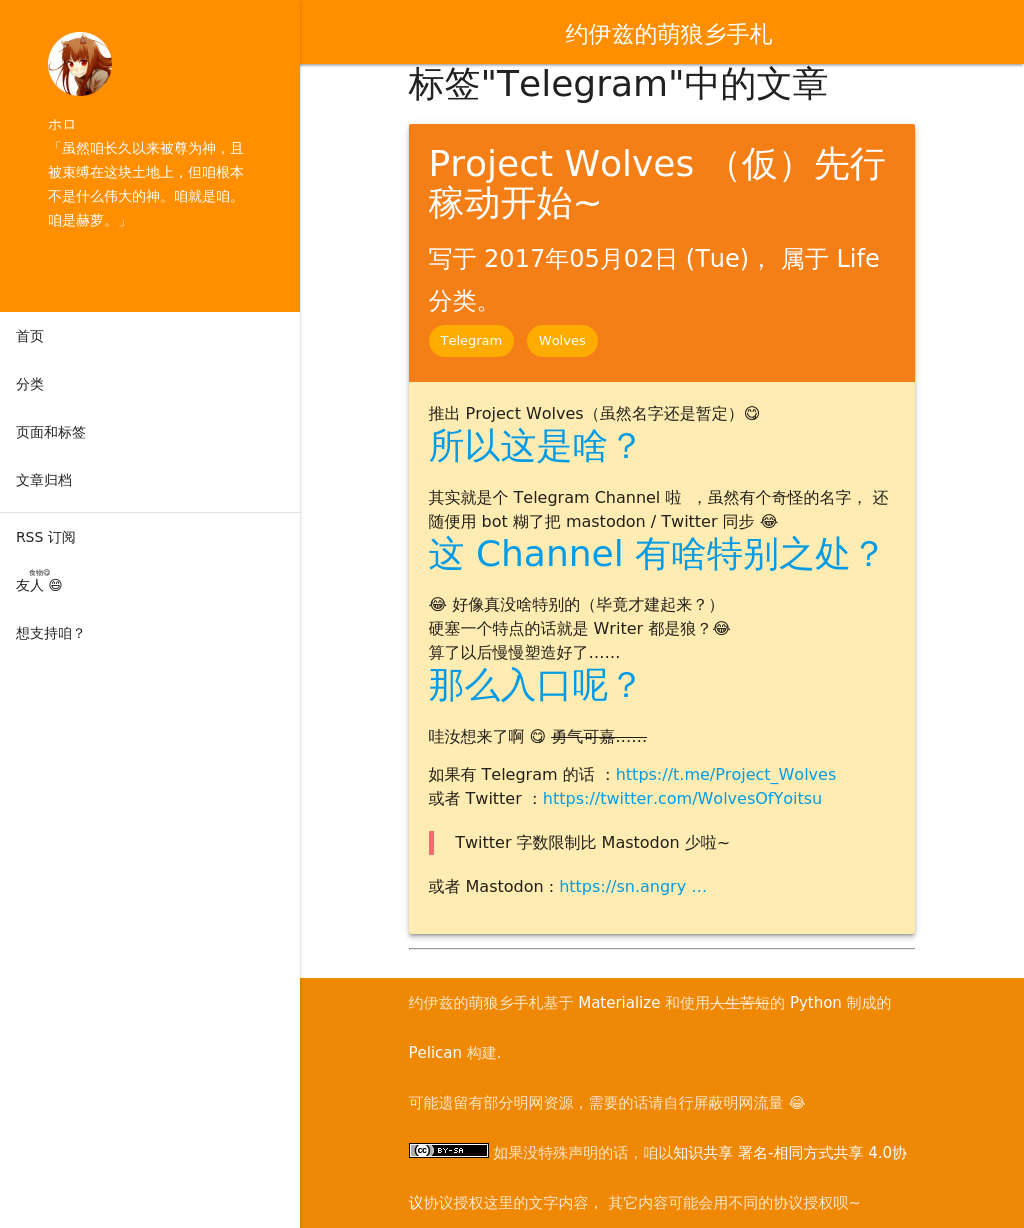 ホロ
「虽然咱长久以来被尊为神，且
被束缚在这块土地上，但咱根本
不是什么伟大的神。咱就是咱。
咱是赫萝。」
首页
分类
页面和标签
文章归档
RSS 订阅
食物😋
友人 😄
想支持咱？
约伊兹的萌狼乡手札
标签"Telegram"中的文章
Project Wolves （仮）先行
稼动开始~
写于 2017年05月02日 (Tue)， 属于 Life
分类。
Telegram Wolves
推出 Project Wolves（虽然名字还是暂定）😋
所以这是啥？
其实就是个 Telegram Channel 啦 ，虽然有个奇怪的名字， 还
随便用 bot 糊了把 mastodon / Twitter 同步 😂
这 Channel 有啥特别之处？
😂 好像真没啥特别的（毕竟才建起来？）
硬塞一个特点的话就是 Writer 都是狼？😂
算了以后慢慢塑造好了……
那么入口呢？
哇汝想来了啊 😋 勇气可嘉……
如果有 Telegram 的话 ：https://t.me/Project_Wolves
或者 Twitter ：https://twitter.com/WolvesOfYoitsu
Twitter 字数限制比 Mastodon 少啦~
或者 Mastodon : https://sn.angry …
约伊兹的萌狼乡手札基于 Materialize 和使用人生苦短的 Python 制成的
Pelican 构建.
可能遗留有部分明网资源，需要的话请自行屏蔽明网流量 😂
cc BY-SA 如果没特殊声明的话，咱以知识共享 署名-相同方式共享 4.0协
议协议授权这里的文字内容， 其它内容可能会用不同的协议授权呗~